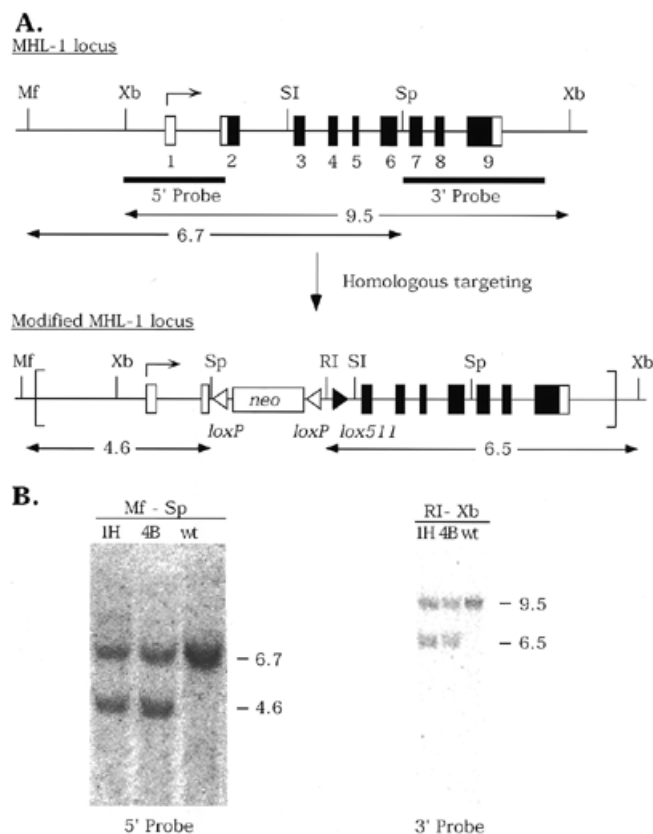 A.
MHL-1 locus
Mf Xb SI Sp Xb
1 2 3 4 5 6 7 8 9
5' Probe 3' Probe
9.5
6.7
Homologous targeting
Modified MHL-1 locus
Mf Xb Sp RI SI Sp Xb
neo
loxP loxP lox511
4.6 6.5
B.
Mf - Sp RI- Xb
1H 4B wt 1H 4B wt
- 9.5
- 6.7 - 6.5
- 4.6
5' Probe 3' Probe